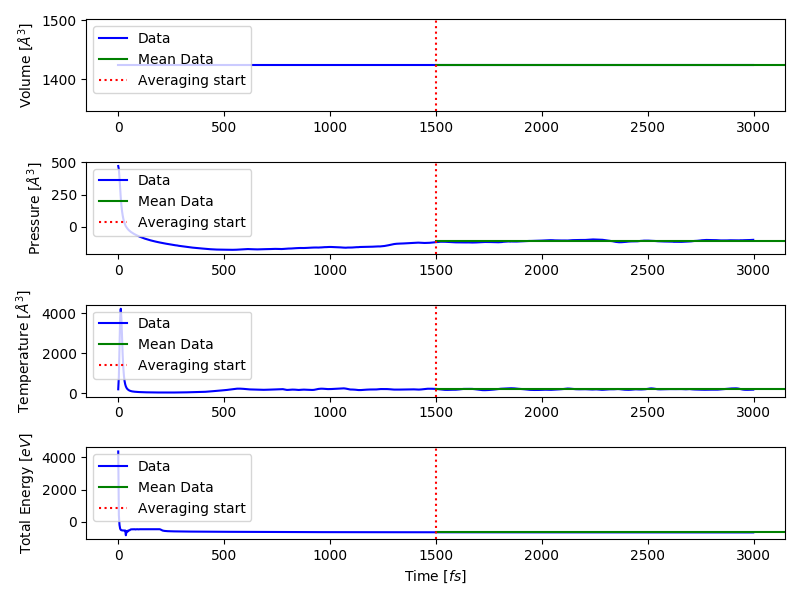 Volume [Å³]
1500
1400
Data
Mean Data
Averaging start
0 500 1000 1500 2000 2500 3000
Pressure [Å³]
500
250
0
Data
Mean Data
Averaging start
0 500 1000 1500 2000 2500 3000
Temperature [Å³]
4000
2000
0
Data
Mean Data
Averaging start
0 500 1000 1500 2000 2500 3000
Total Energy [eV]
4000
2000
0
Data
Mean Data
Averaging start
0 500 1000 1500 2000 2500 3000
Time [fs]